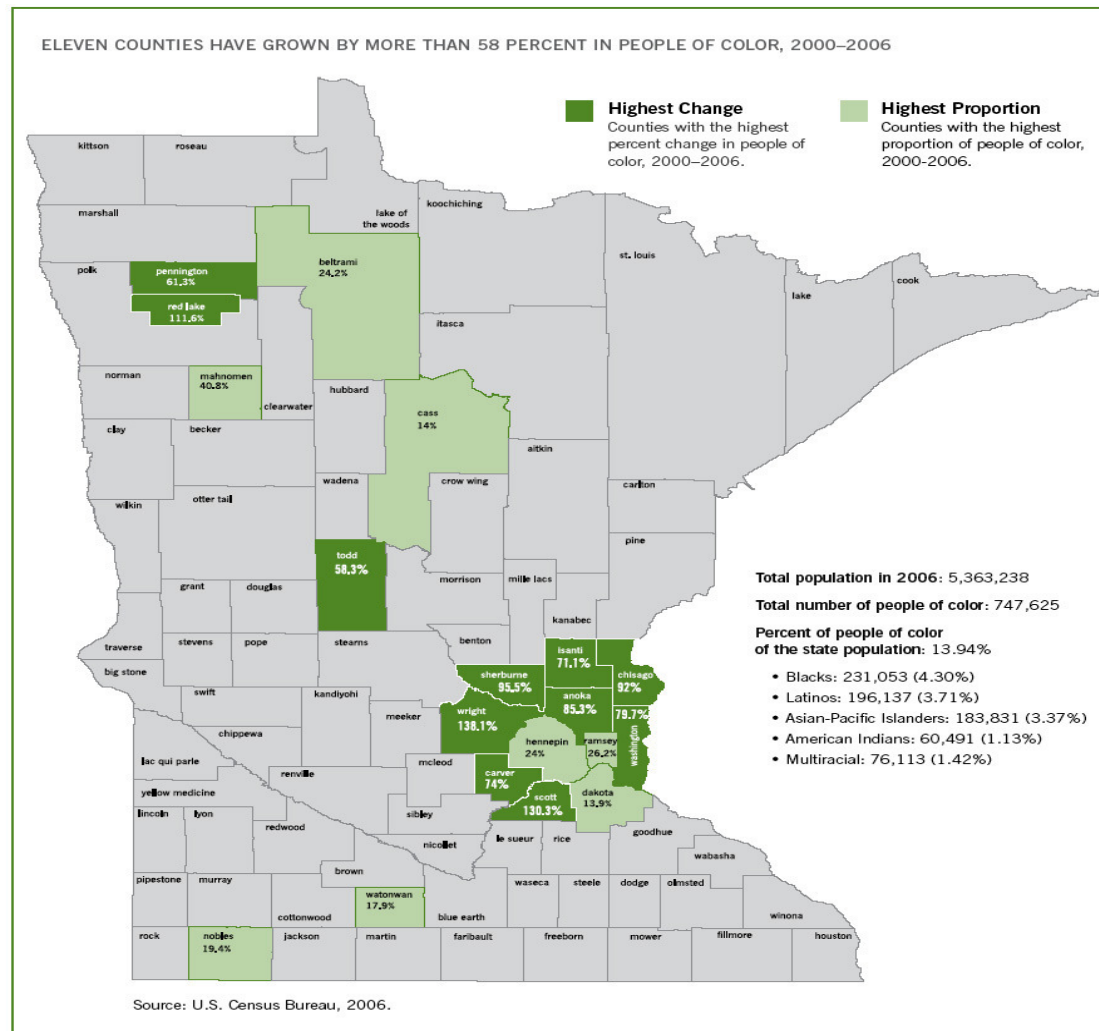 ELEVEN COUNTIES HAVE GROWN BY MORE THAN 58 PERCENT IN PEOPLE OF COLOR, 2000–2006
Highest Change
Counties with the highest
percent change in people of
color, 2000–2006.
Highest Proportion
Counties with the highest
proportion of people of color,
2000-2006.
kittson
roseau
lake of
the woods
koochiching
marshall
st. louis
polk
pennington
61.3%
beltrami
24.2%
lake
cook
red lake
111.6%
itasca
norman
mahnomen
40.8%
clearwater
hubbard
cass
14%
clay
becker
aitkin
wadena
crow wing
carlton
wilkin
otter tail
pine
todd
58.3%
morrison
mille lacs
grant
douglas
kanabec
traverse
stevens
pope
stearns
benton
isanti
71.1%
big stone
sherburne
95.5%
chisago
92%
swift
kandiyohi
anoka
85.3%
meeker
wright
138.1%
79.7%
washington
chippewa
hennepin
24%
ramsey
26.2%
lac qui parle
renville
mcleod
carver
74%
yellow medicine
scott
130.3%
dakota
13.9%
lincoln
lyon
redwood
sibley
nicollet
le sueur
rice
goodhue
wabasha
brown
pipestone
murray
cottonwood
watonwan
17.9%
blue earth
waseca
steele
dodge
olmsted
winona
rock
nobles
19.4%
jackson
martin
faribault
freeborn
mower
fillmore
houston
Total population in 2006: 5,363,238
Total number of people of color: 747,625
Percent of people of color
of the state population: 13.94%
• Blacks: 231,053 (4.30%)
• Latinos: 196,137 (3.71%)
• Asian-Pacific Islanders: 183,831 (3.37%)
• American Indians: 60,491 (1.13%)
• Multiracial: 76,113 (1.42%)
Source: U.S. Census Bureau, 2006.